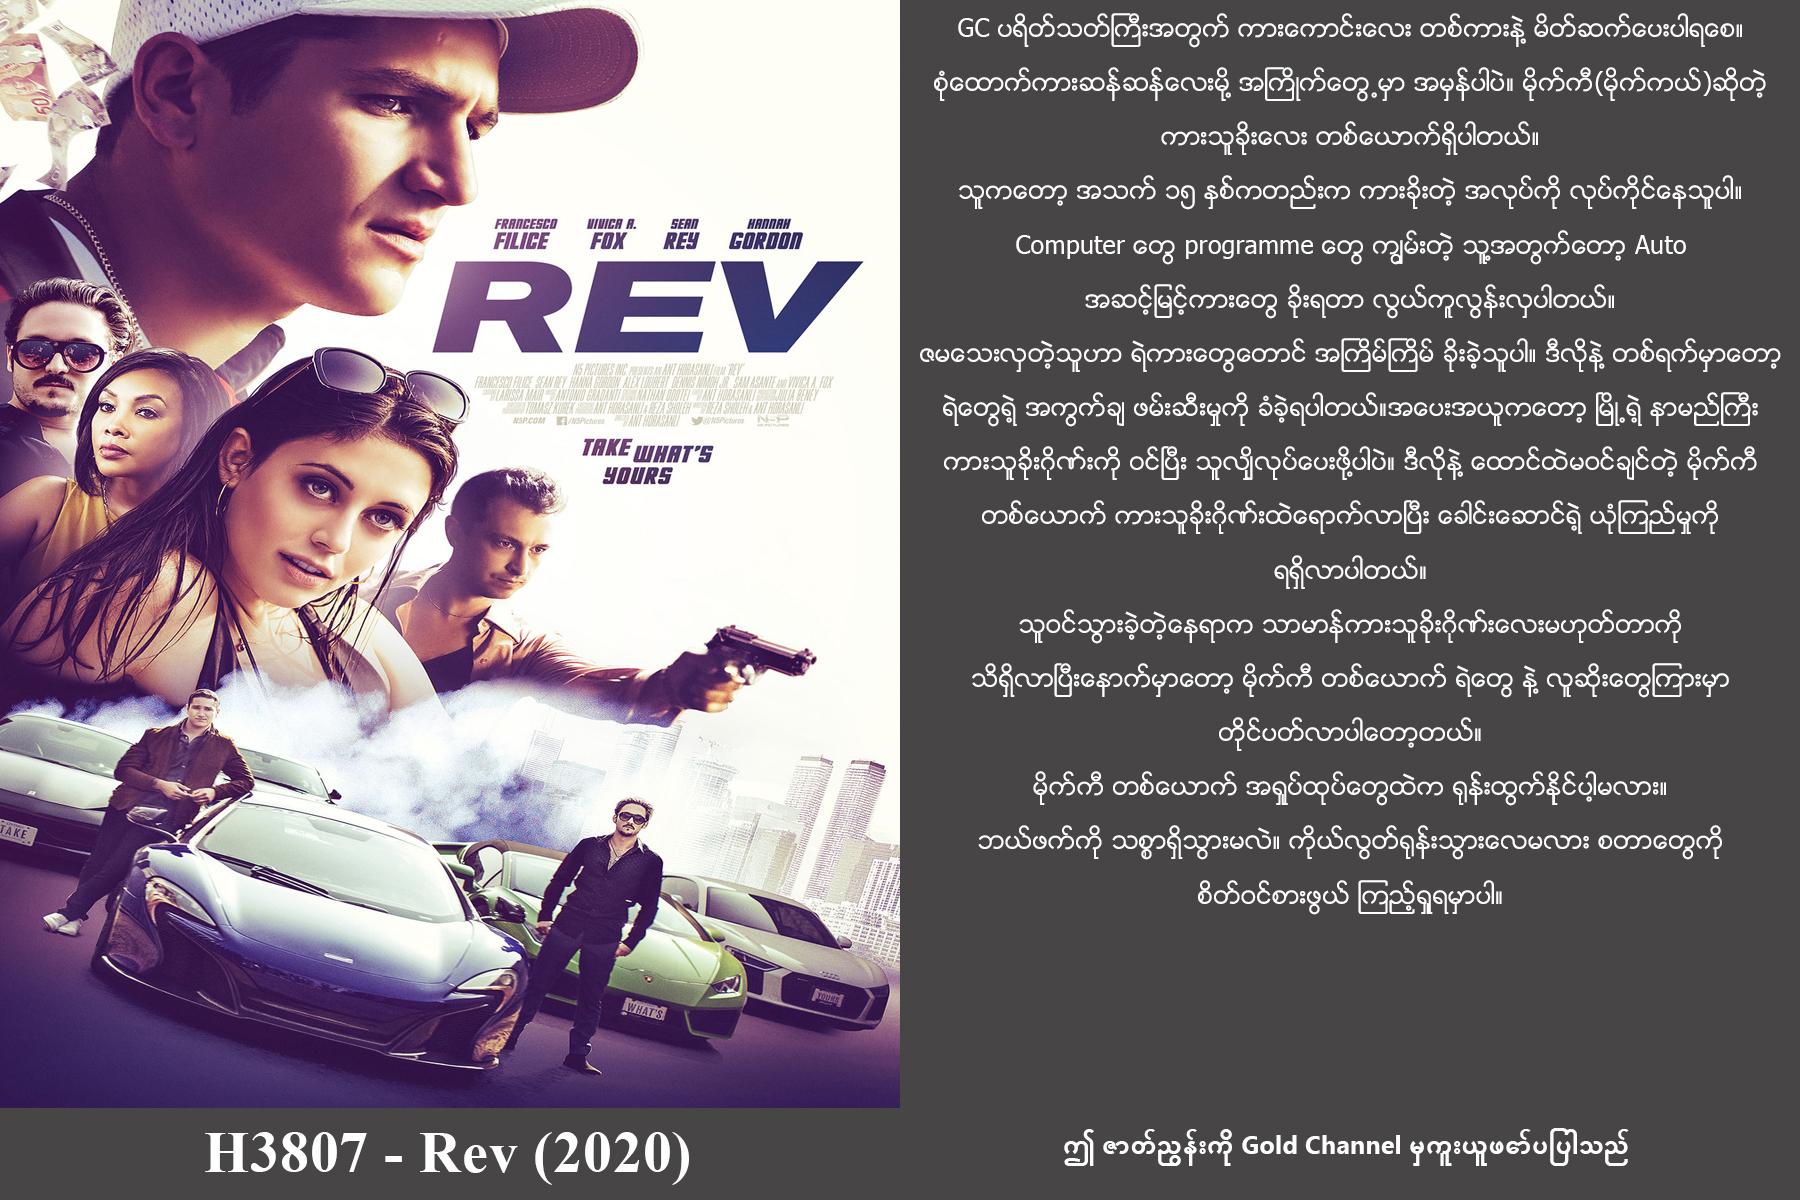 FRANCESCO FILICE
VIVICA A. FOX
SEAN REY
HANNAH GORDON
REV
N5 PICTURES INC. PRESENTS AN ANT HORASANLI FILM "REV"
N5P.COM
N5Pictures
@N5Pictures
TAKE WHAT'S
YOURS
TAKE
WHAT'S
YOURS
H3807 - Rev (2020)
GC ပရိတ်သတ်ကြီးအတွက် ကားကောင်းလေး တစ်ကားနဲ့ မိတ်ဆက်ပေးပါရစေ။
စုံထောက်ကားဆန်ဆန်လေးမို့ အကြိုက်တွေ့မှာ အမှန်ပါပဲ။ မိုက်ကီ(မိုက်ကယ်)ဆိုတဲ့
ကားသူခိုးလေး တစ်ယောက်ရှိပါတယ်။
သူကတော့ အသက် ၁၅ နှစ်ကတည်းက ကားခိုးတဲ့ အလုပ်ကို လုပ်ကိုင်နေသူပါ။
Computer တွေ programme တွေ ကျွမ်းတဲ့ သူ့အတွက်တော့ Auto
အဆင့်မြင့်ကားတွေ ခိုးရတာ လွယ်ကူလွန်းလှပါတယ်။
ဇမသေးလှတဲ့သူဟာ ရဲကားတွေတောင် အကြိမ်ကြိမ် ခိုးခဲ့သူပါ။ ဒီလိုနဲ့ တစ်ရက်မှာတော့
ရဲတွေရဲ့ အကွက်ချ ဖမ်းဆီးမှုကို ခံခဲ့ရပါတယ်။အပေးအယူကတော့ မြို့ရဲ့ နာမည်ကြီး
ကားသူခိုးဂိုဏ်းကို ဝင်ပြီး သူလျှိုလုပ်ပေးဖို့ပါပဲ။ ဒီလိုနဲ့ ထောင်ထဲမဝင်ချင်တဲ့ မိုက်ကီ
တစ်ယောက် ကားသူခိုးဂိုဏ်းထဲရောက်လာပြီး ခေါင်းဆောင်ရဲ့ ယုံကြည်မှုကို
ရရှိလာပါတယ်။
သူဝင်သွားခဲ့တဲ့နေရာက သာမာန်ကားသူခိုးဂိုဏ်းလေးမဟုတ်တာကို
သိရှိလာပြီးနောက်မှာတော့ မိုက်ကီ တစ်ယောက် ရဲတွေ နဲ့ လူဆိုးတွေကြားမှာ
တိုင်ပတ်လာပါတော့တယ်။
မိုက်ကီ တစ်ယောက် အရှုပ်ထုပ်တွေထဲက ရုန်းထွက်နိုင်ပါ့မလား။
ဘယ်ဖက်ကို သစ္စာရှိသွားမလဲ။ ကိုယ်လွတ်ရုန်းသွားလေမလား စတာတွေကို
စိတ်ဝင်စားဖွယ် ကြည့်ရှုရမှာပါ။
ဤ ဇာတ်ညွှန်းကို Gold Channel မှကူးယူဖော်ပပြါသည်